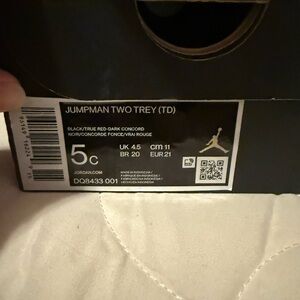 JUMPMAN TWO TREY (TD)
BLACK/TRUE RED-DARK CONCORD
NOIR/CONCORDE FONCE/VRAI ROUGE
5C
UK 4.5 cm 11
BR 20 EUR 21
JORDAN.COM
DQ8433 001